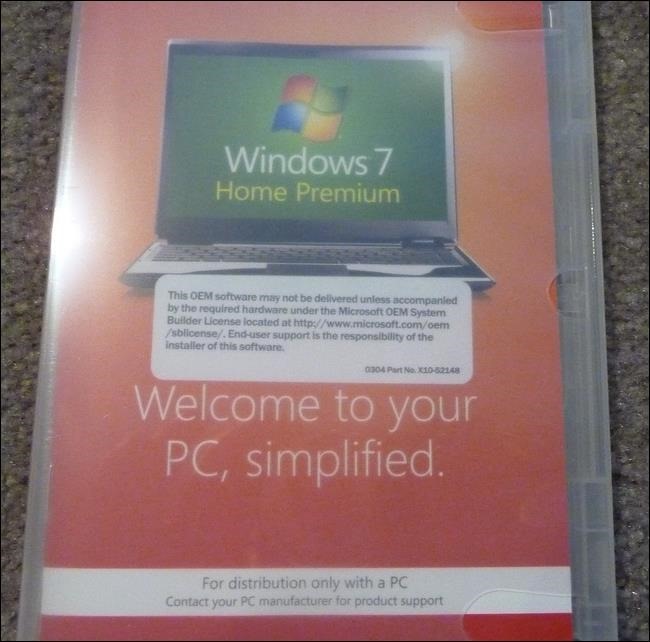 Windows 7
Home Premium
This OEM software may not be delivered unless accompanied
by the required hardware under the Microsoft OEM System
Builder License located at http://www.microsoft.com/oem
/sblicense/. End-user support is the responsibility of the
installer of this software.
0304 Part No. X10-52148
Welcome to your
PC, simplified.
For distribution only with a PC
Contact your PC manufacturer for product support